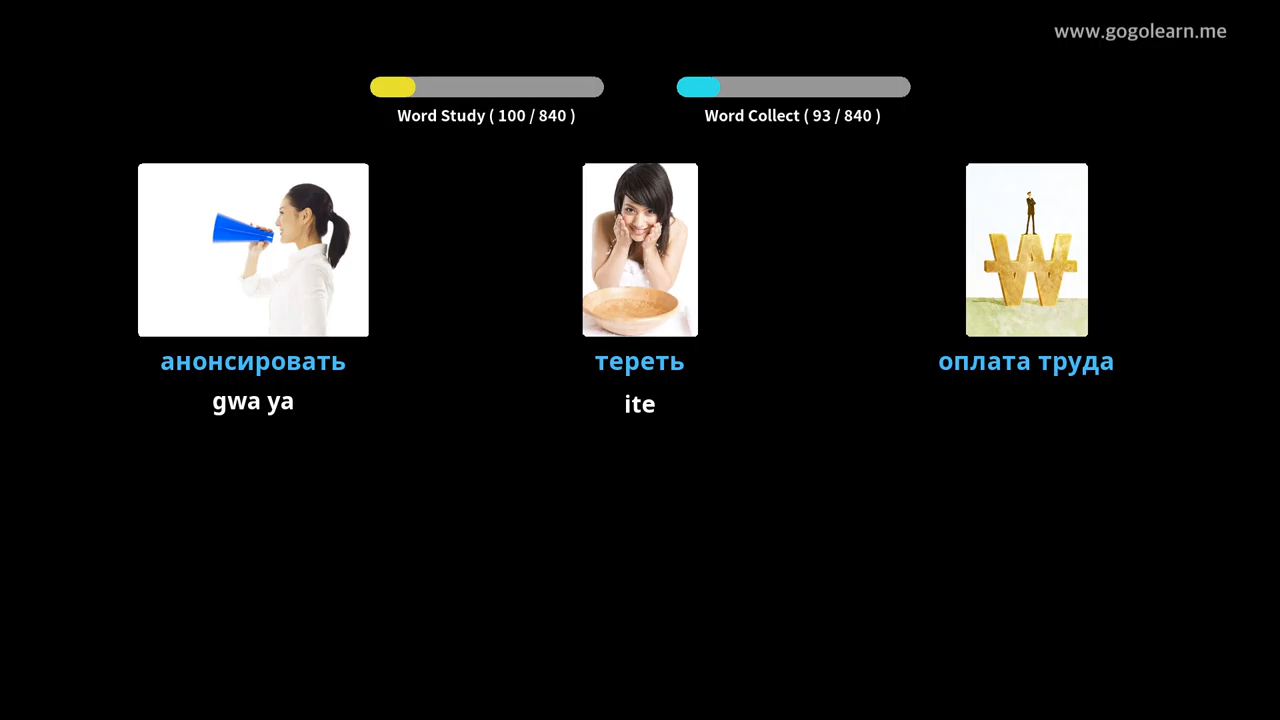 www.gogolearn.me
Word Study ( 100 / 840 )
Word Collect ( 93 / 840 )
анонсировать
тереть
оплата труда
gwa ya
ite